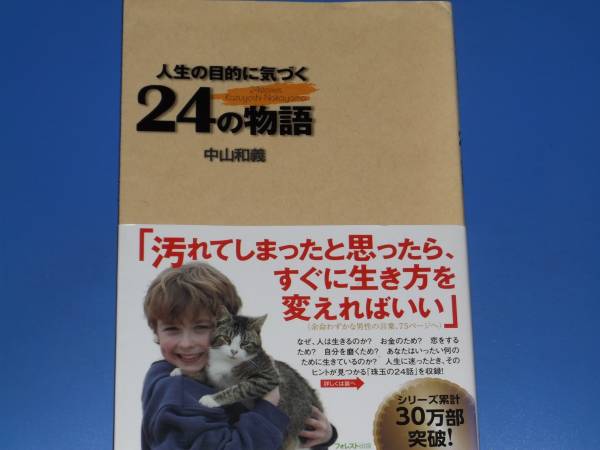 人生の目的に気づく
24stories
Kazuyoshi Nakayama
24の物語
中山和義
「汚れてしまったと思ったら、
すぐに生き方を
変えればいい」
(余命わずかな男性の言葉、75ページへ)
なぜ、人は生きるのか? お金のため? 恋をする
ため? 自分を磨くため? あなたはいったい何の
ために生きているのか? 人生に迷ったとき、その
ヒントが見つかる「珠玉の24話」を収録!
詳しくは裏へ
シリーズ累計
30万部
突破!
フォレスト出版